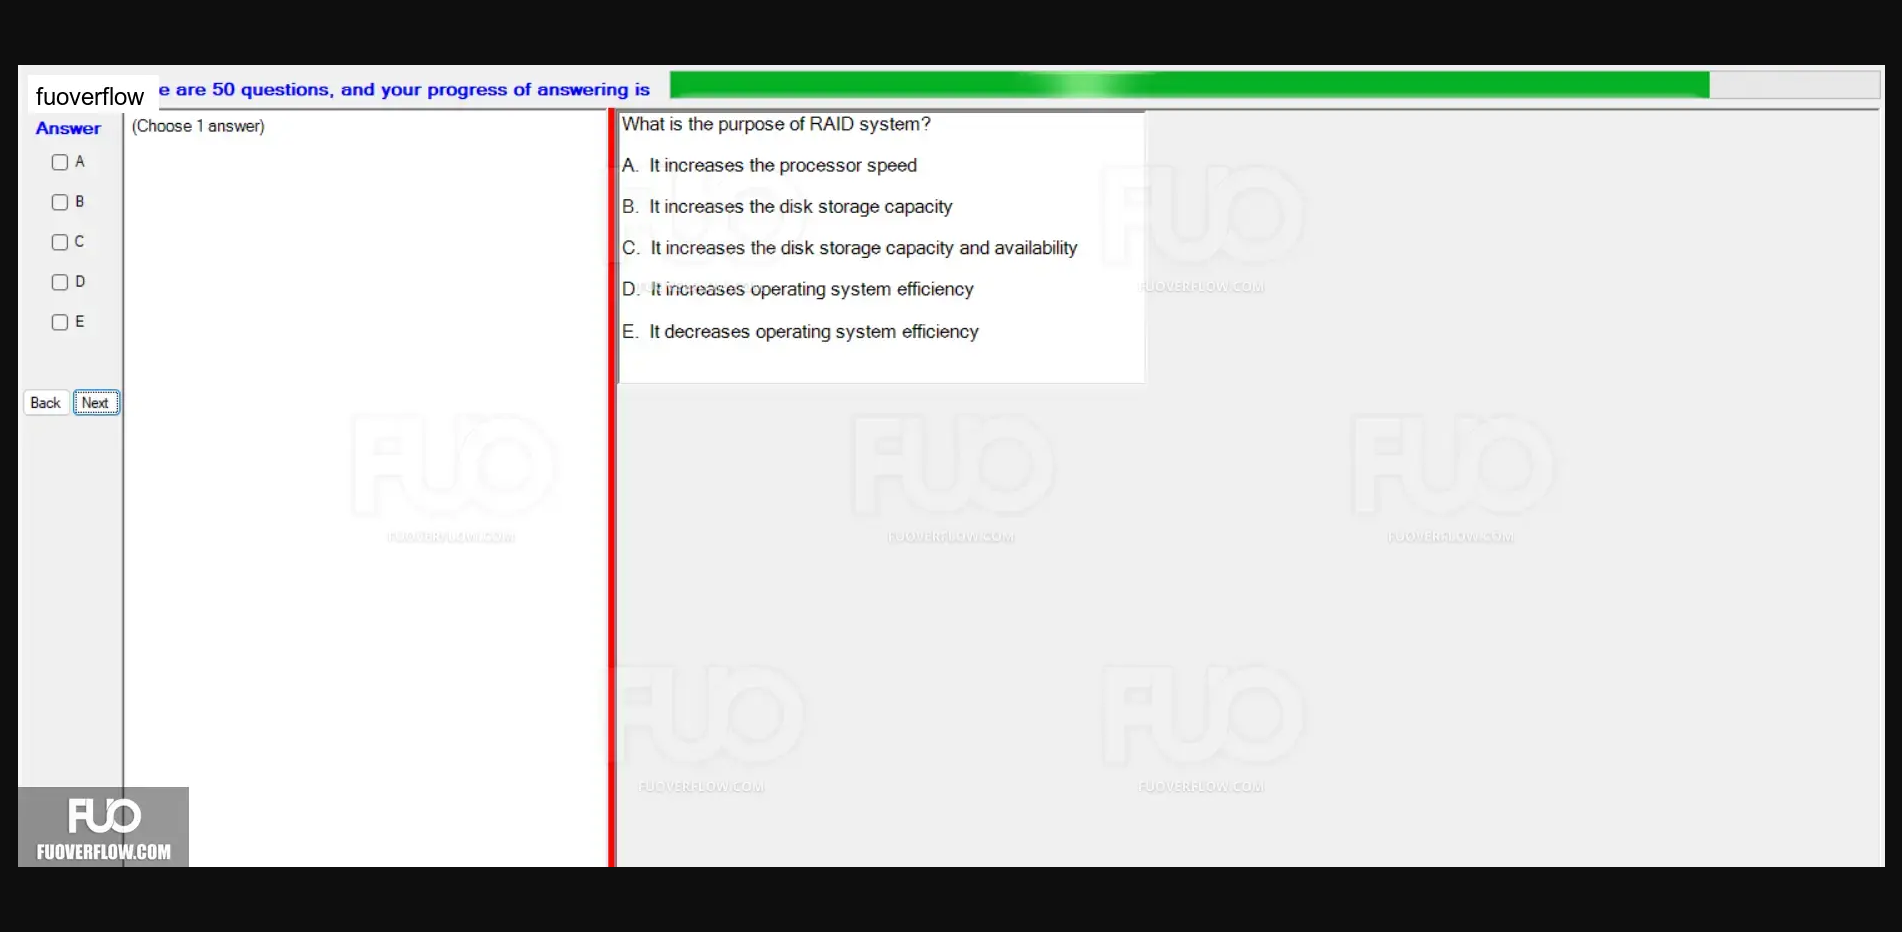 fuoverflow
e are 50 questions, and your progress of answering is
Answer
(Choose 1 answer)
A
B
C
D
E
Back Next
What is the purpose of RAID system?
A. It increases the processor speed
B. It increases the disk storage capacity
C. It increases the disk storage capacity and availability
D. It increases operating system efficiency
E. It decreases operating system efficiency
FUO
FUOVERFLOW.COM
FUO
FUOVERFLOW.COM
FUO
FUOVERFLOW.COM
FUO
FUOVERFLOW.COM
FUO
FUOVERFLOW.COM
FUO
FUOVERFLOW.COM
FUO
FUOVERFLOW.COM